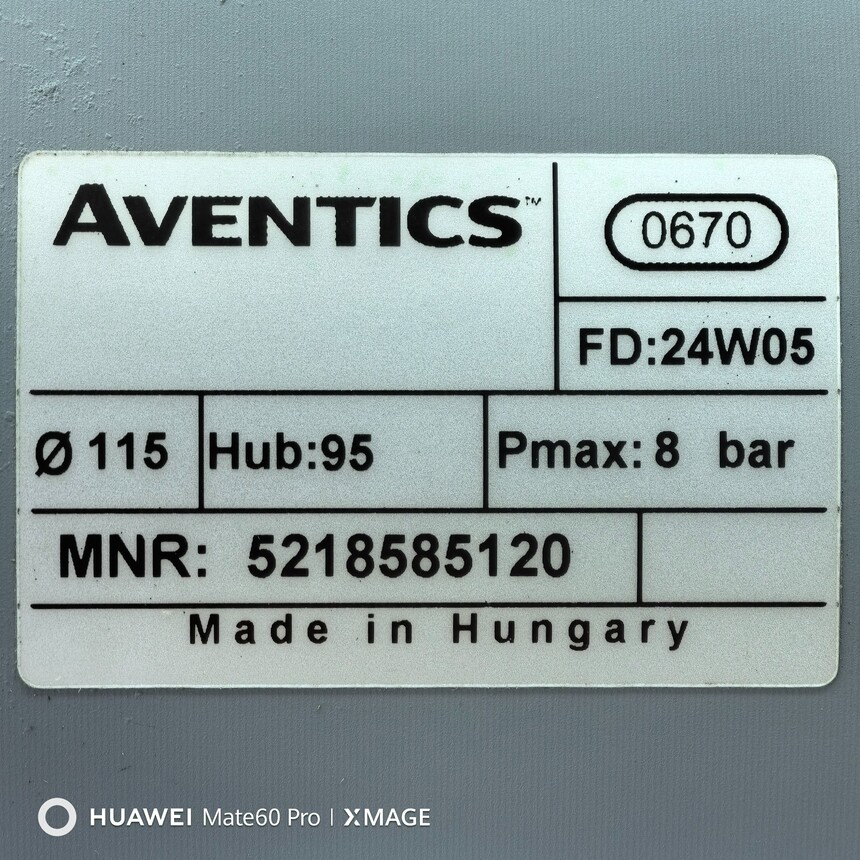 AVENTICS™
0670
FD:24W05
Ø 115 Hub:95 Pmax: 8 bar
MNR: 5218585120
Made in Hungary
HUAWEI Mate60 Pro | XMAGE